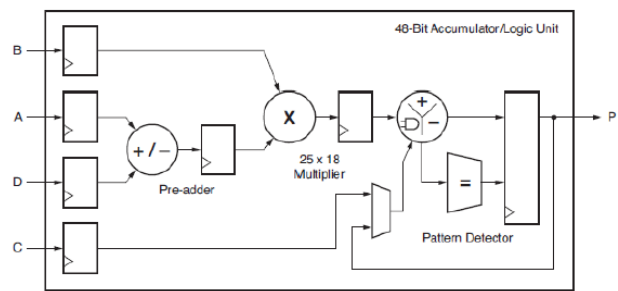 48-Bit Accumulator/Logic Unit
B
A
D
C
+ / −
Pre-adder
X
25 x 18
Multiplier
+
−
=
Pattern Detector
P